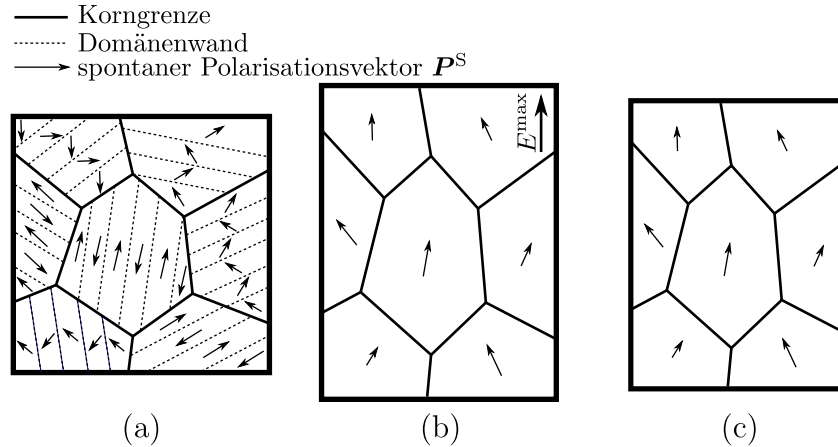 Korngrenze
Domänenwand
spontaner Polarisationsvektor P^S
E^max
(a)
(b)
(c)